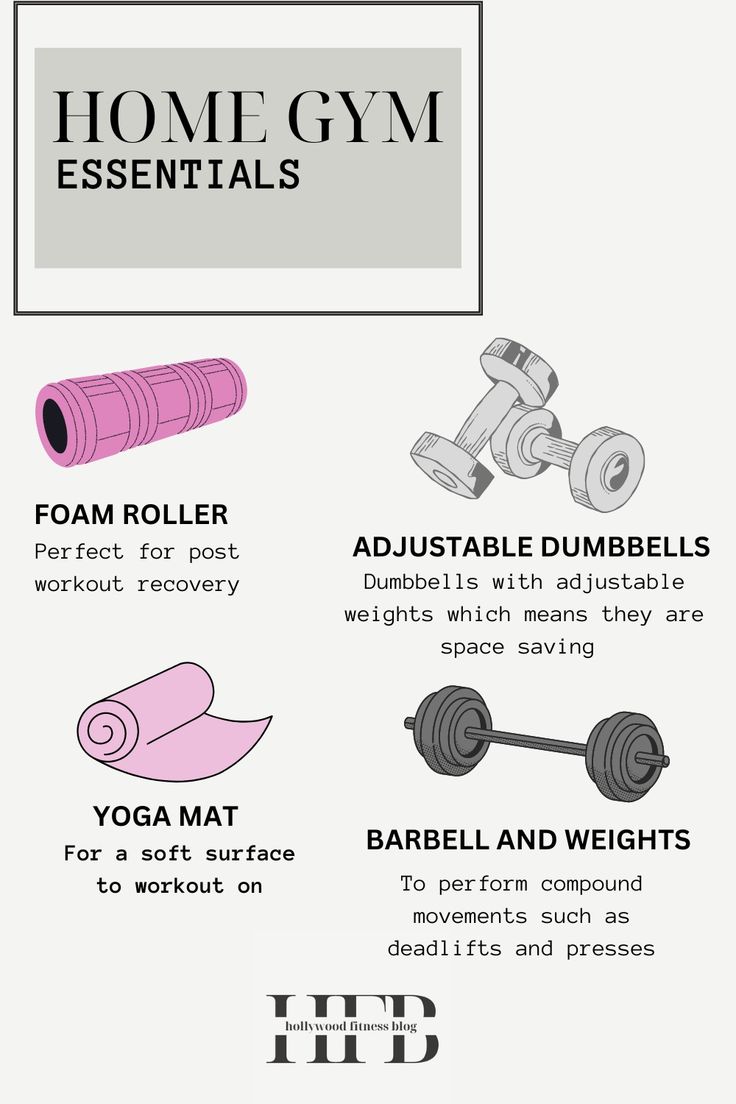 HOME GYM
ESSENTIALS
FOAM ROLLER
Perfect for post
workout recovery
ADJUSTABLE DUMBBELLS
Dumbbells with adjustable
weights which means they are
space saving
YOGA MAT
For a soft surface
to workout on
BARBELL AND WEIGHTS
To perform compound
movements such as
deadlifts and presses
HFB
hollywood fitness blog